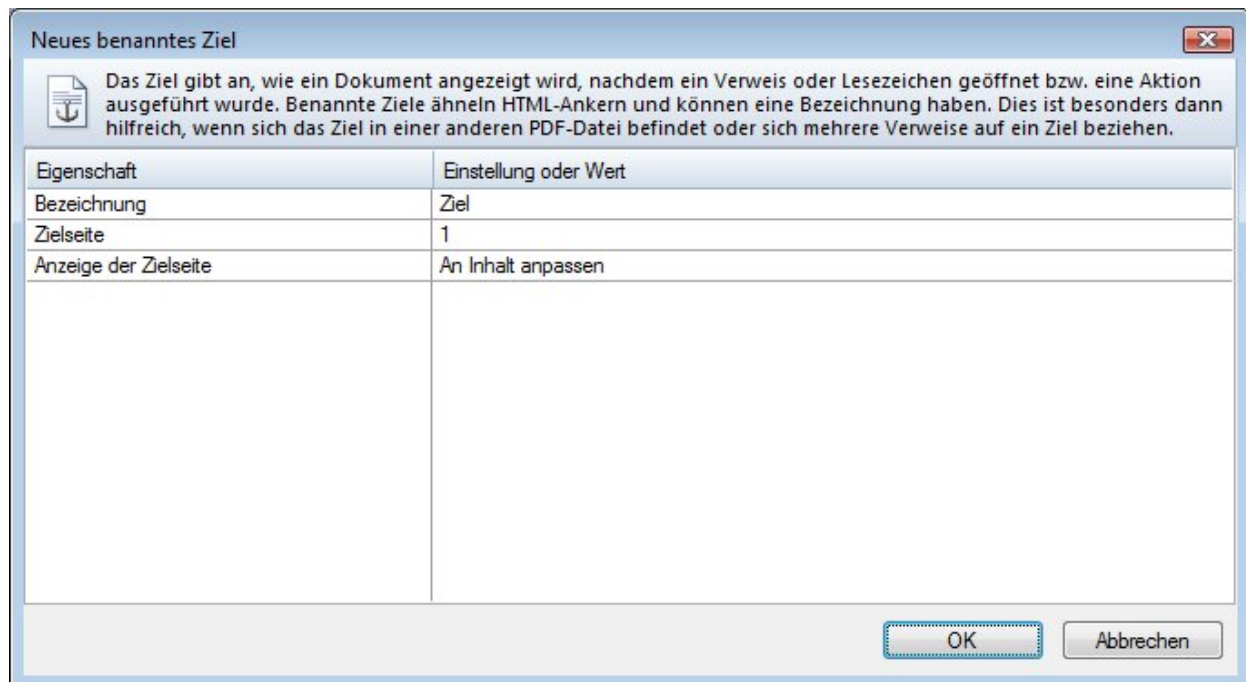 Neues benanntes Ziel
Das Ziel gibt an, wie ein Dokument angezeigt wird, nachdem ein Verweis oder Lesezeichen geöffnet bzw. eine Aktion
ausgeführt wurde. Benannte Ziele ähneln HTML-Ankern und können eine Bezeichnung haben. Dies ist besonders dann
hilfreich, wenn sich das Ziel in einer anderen PDF-Datei befindet oder sich mehrere Verweise auf ein Ziel beziehen.
Eigenschaft Einstellung oder Wert
Bezeichnung Ziel
Zielseite 1
Anzeige der Zielseite An Inhalt anpassen
OK Abbrechen